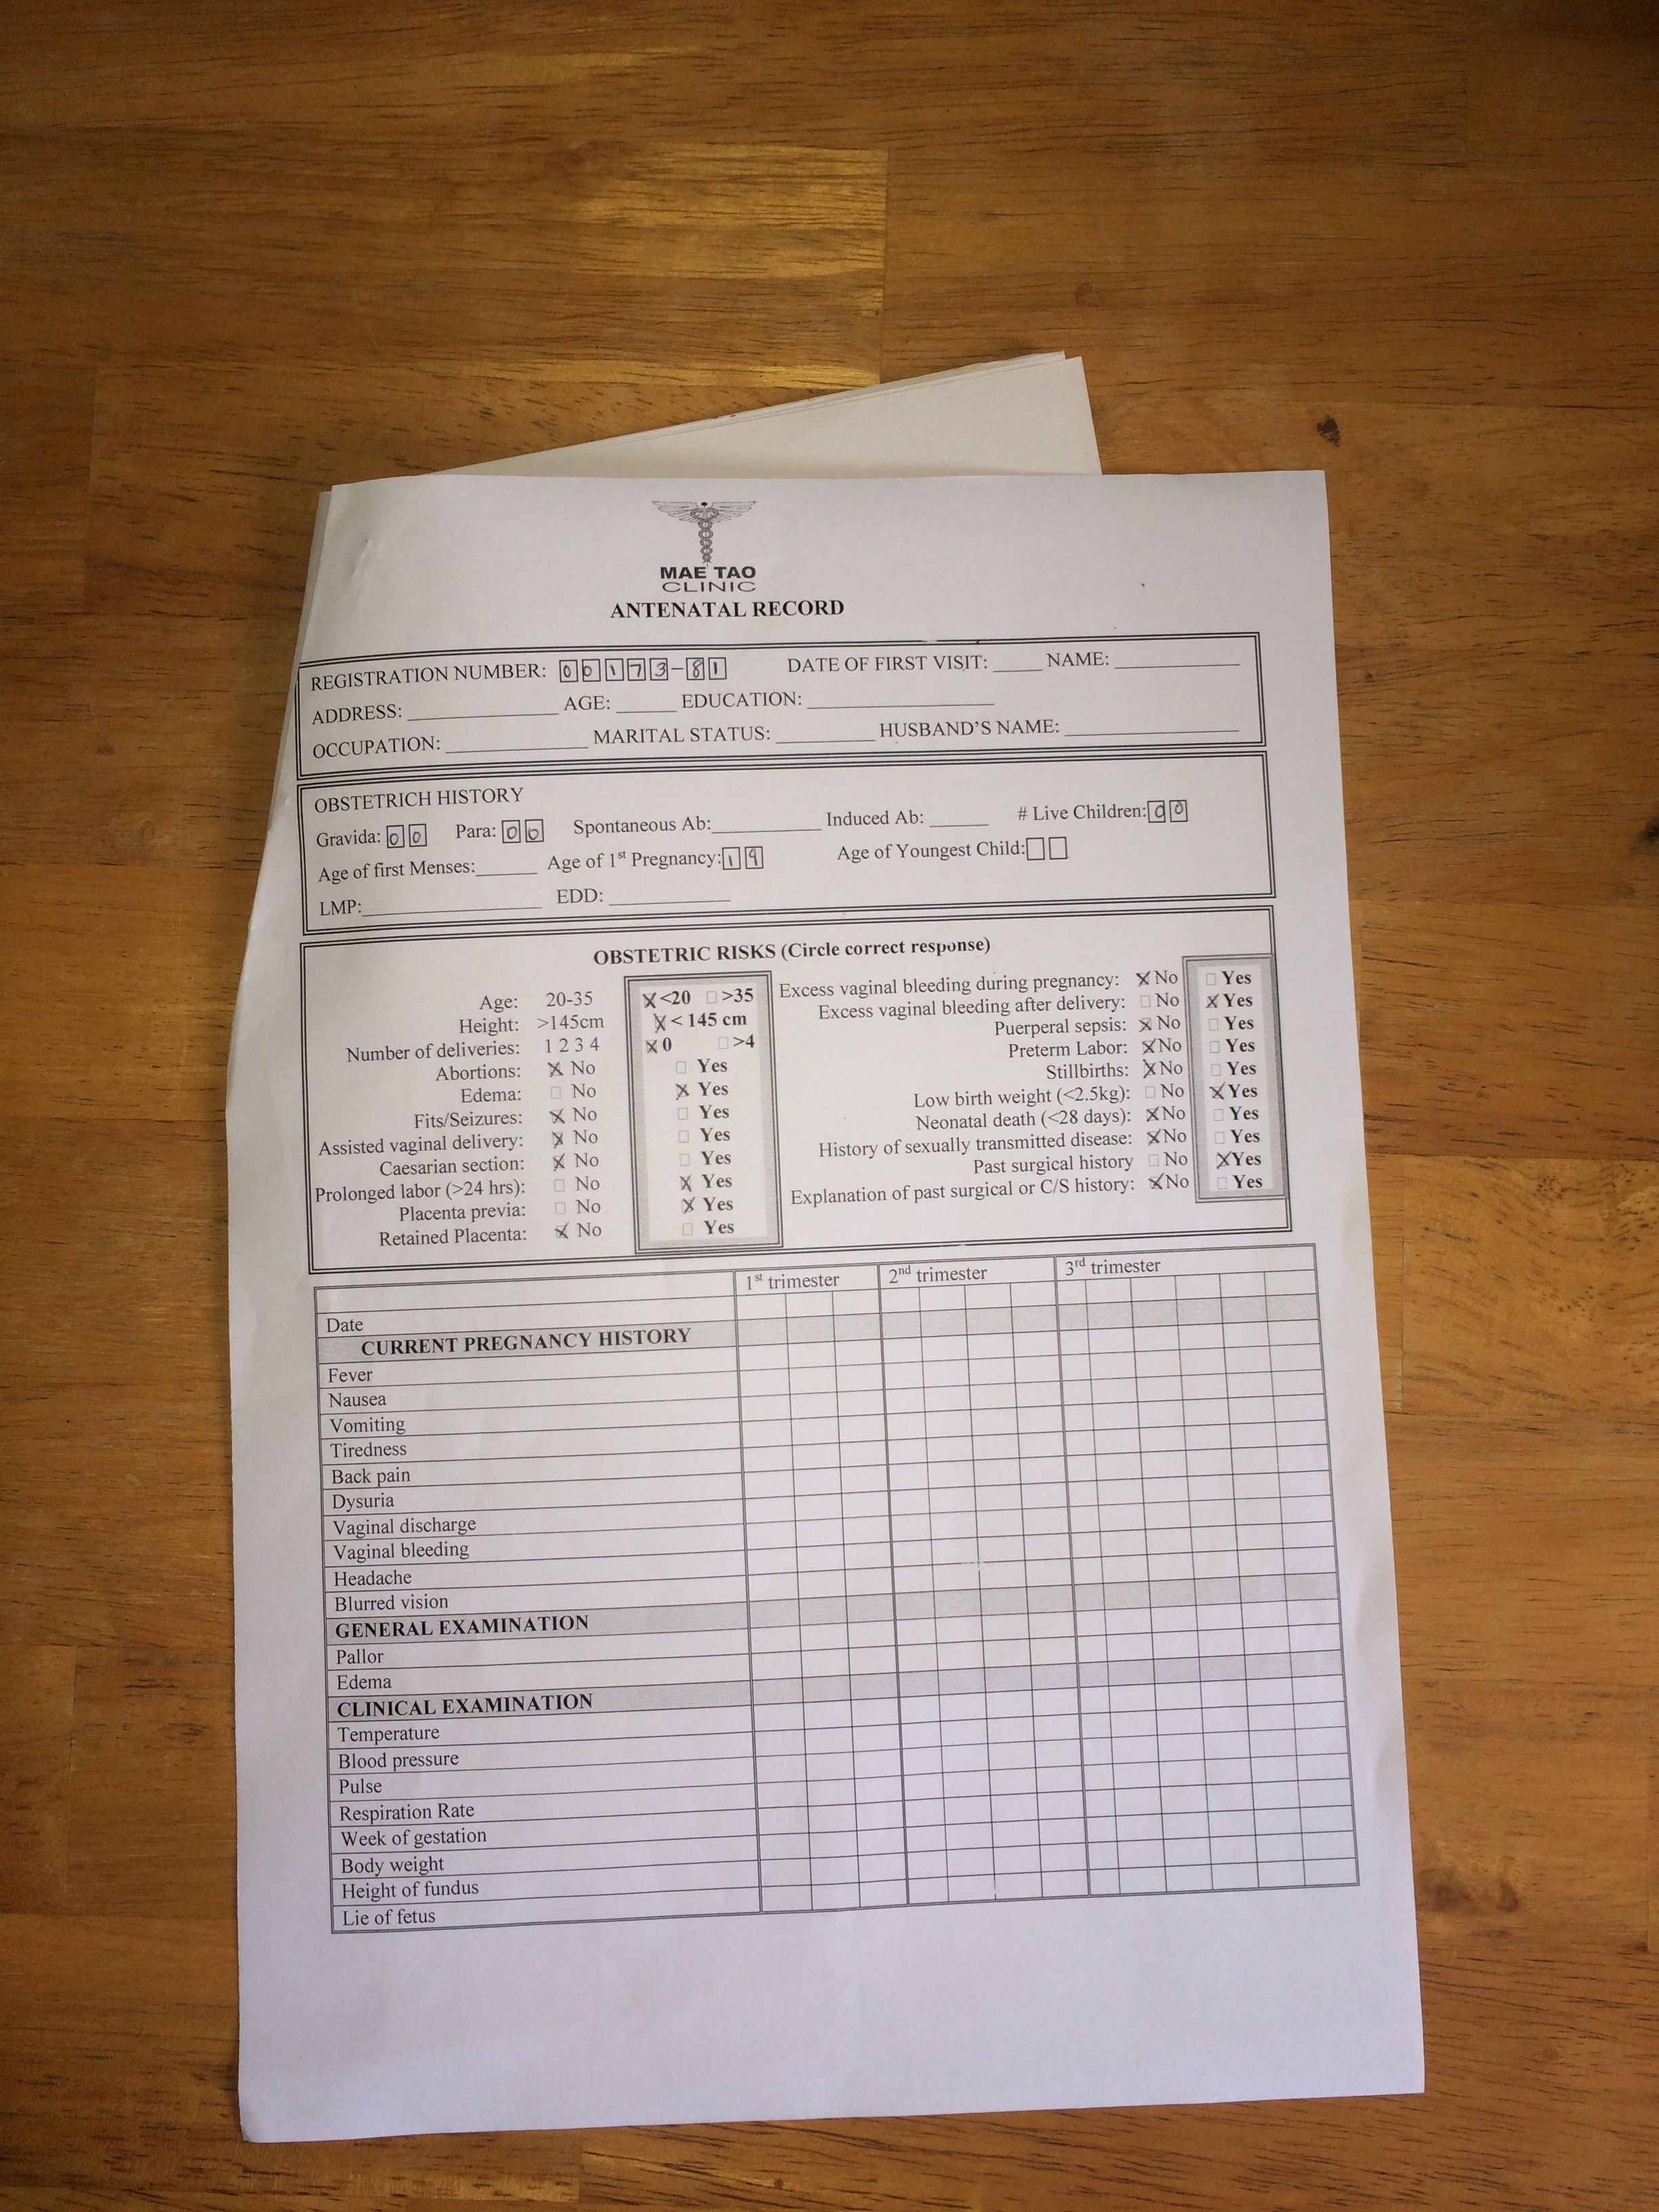 MAE TAO
CLINIC
ANTENATAL RECORD
REGISTRATION NUMBER: 00173-81 DATE OF FIRST VISIT: _____ NAME: _____________
ADDRESS: _______________ AGE: ______ EDUCATION: ___________________
OCCUPATION: ______________ MARITAL STATUS: __________ HUSBAND'S NAME: _________________
OBSTETRICH HISTORY
Gravida: 00 Para: 00 Spontaneous Ab:___________ Induced Ab: ______ # Live Children: 00
Age of first Menses:______ Age of 1st Pregnancy: 19 Age of Youngest Child: □□
LMP:__________________ EDD: ____________
OBSTETRIC RISKS (Circle correct response)
Age: 20-35 ☒ <20 □ >35
Height: >145cm ☒ < 145 cm
Number of deliveries: 1 2 3 4 ☒ 0 □ >4
Abortions: ☒ No □ Yes
Edema: □ No ☒ Yes
Fits/Seizures: ☒ No □ Yes
Assisted vaginal delivery: ☒ No □ Yes
Caesarian section: ☒ No □ Yes
Prolonged labor (>24 hrs): □ No ☒ Yes
Placenta previa: □ No ☒ Yes
Retained Placenta: ☒ No □ Yes
Excess vaginal bleeding during pregnancy: ☒ No □ Yes
Excess vaginal bleeding after delivery: □ No ☒ Yes
Puerperal sepsis: ☒ No □ Yes
Preterm Labor: ☒ No □ Yes
Stillbirths: ☒ No □ Yes
Low birth weight (<2.5kg): □ No ☒ Yes
Neonatal death (<28 days): ☒ No □ Yes
History of sexually transmitted disease: ☒ No □ Yes
Past surgical history □ No ☒ Yes
Explanation of past surgical or C/S history: ☒ No □ Yes
1st trimester 2nd trimester 3rd trimester
Date
CURRENT PREGNANCY HISTORY
Fever
Nausea
Vomiting
Tiredness
Back pain
Dysuria
Vaginal discharge
Vaginal bleeding
Headache
Blurred vision
GENERAL EXAMINATION
Pallor
Edema
CLINICAL EXAMINATION
Temperature
Blood pressure
Pulse
Respiration Rate
Week of gestation
Body weight
Height of fundus
Lie of fetus